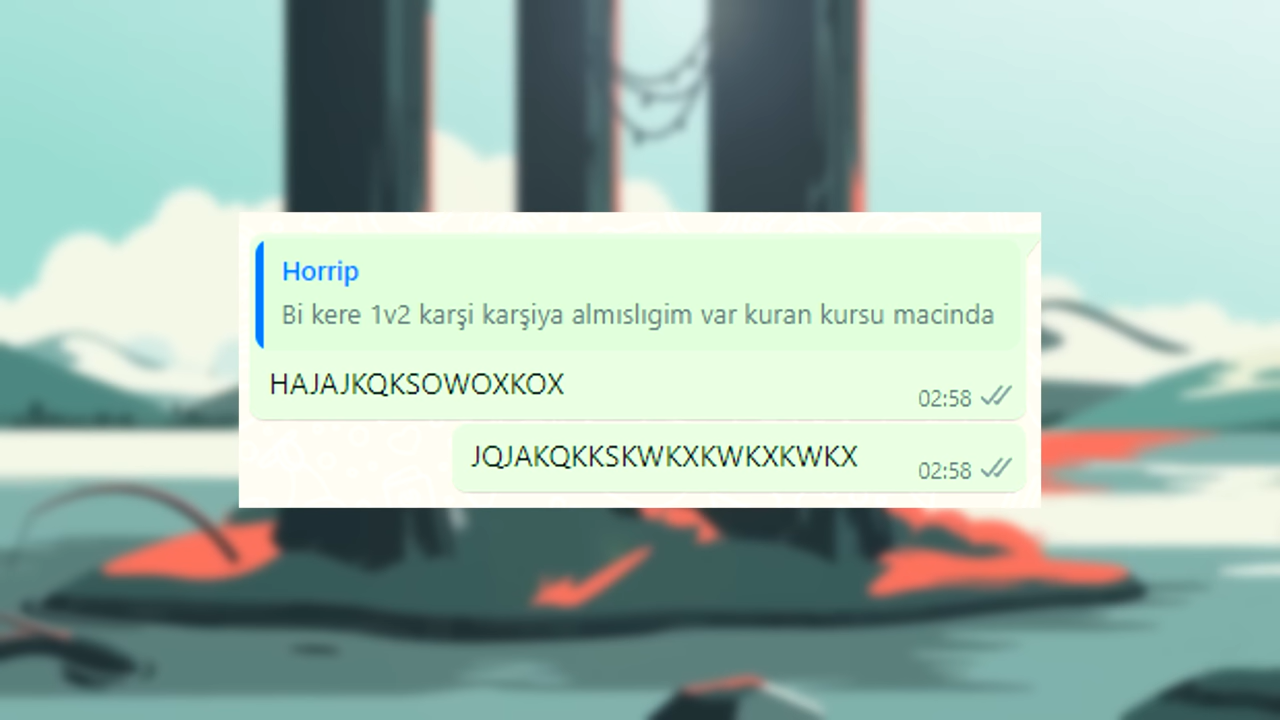 Horrip
Bi kere 1v2 karşi karşiya almıslıgim var kuran kursu macinda
HAJAJKQKSOWOXKOX
02:58
JQJAKQKKSKWKXKWKXKWKX
02:58